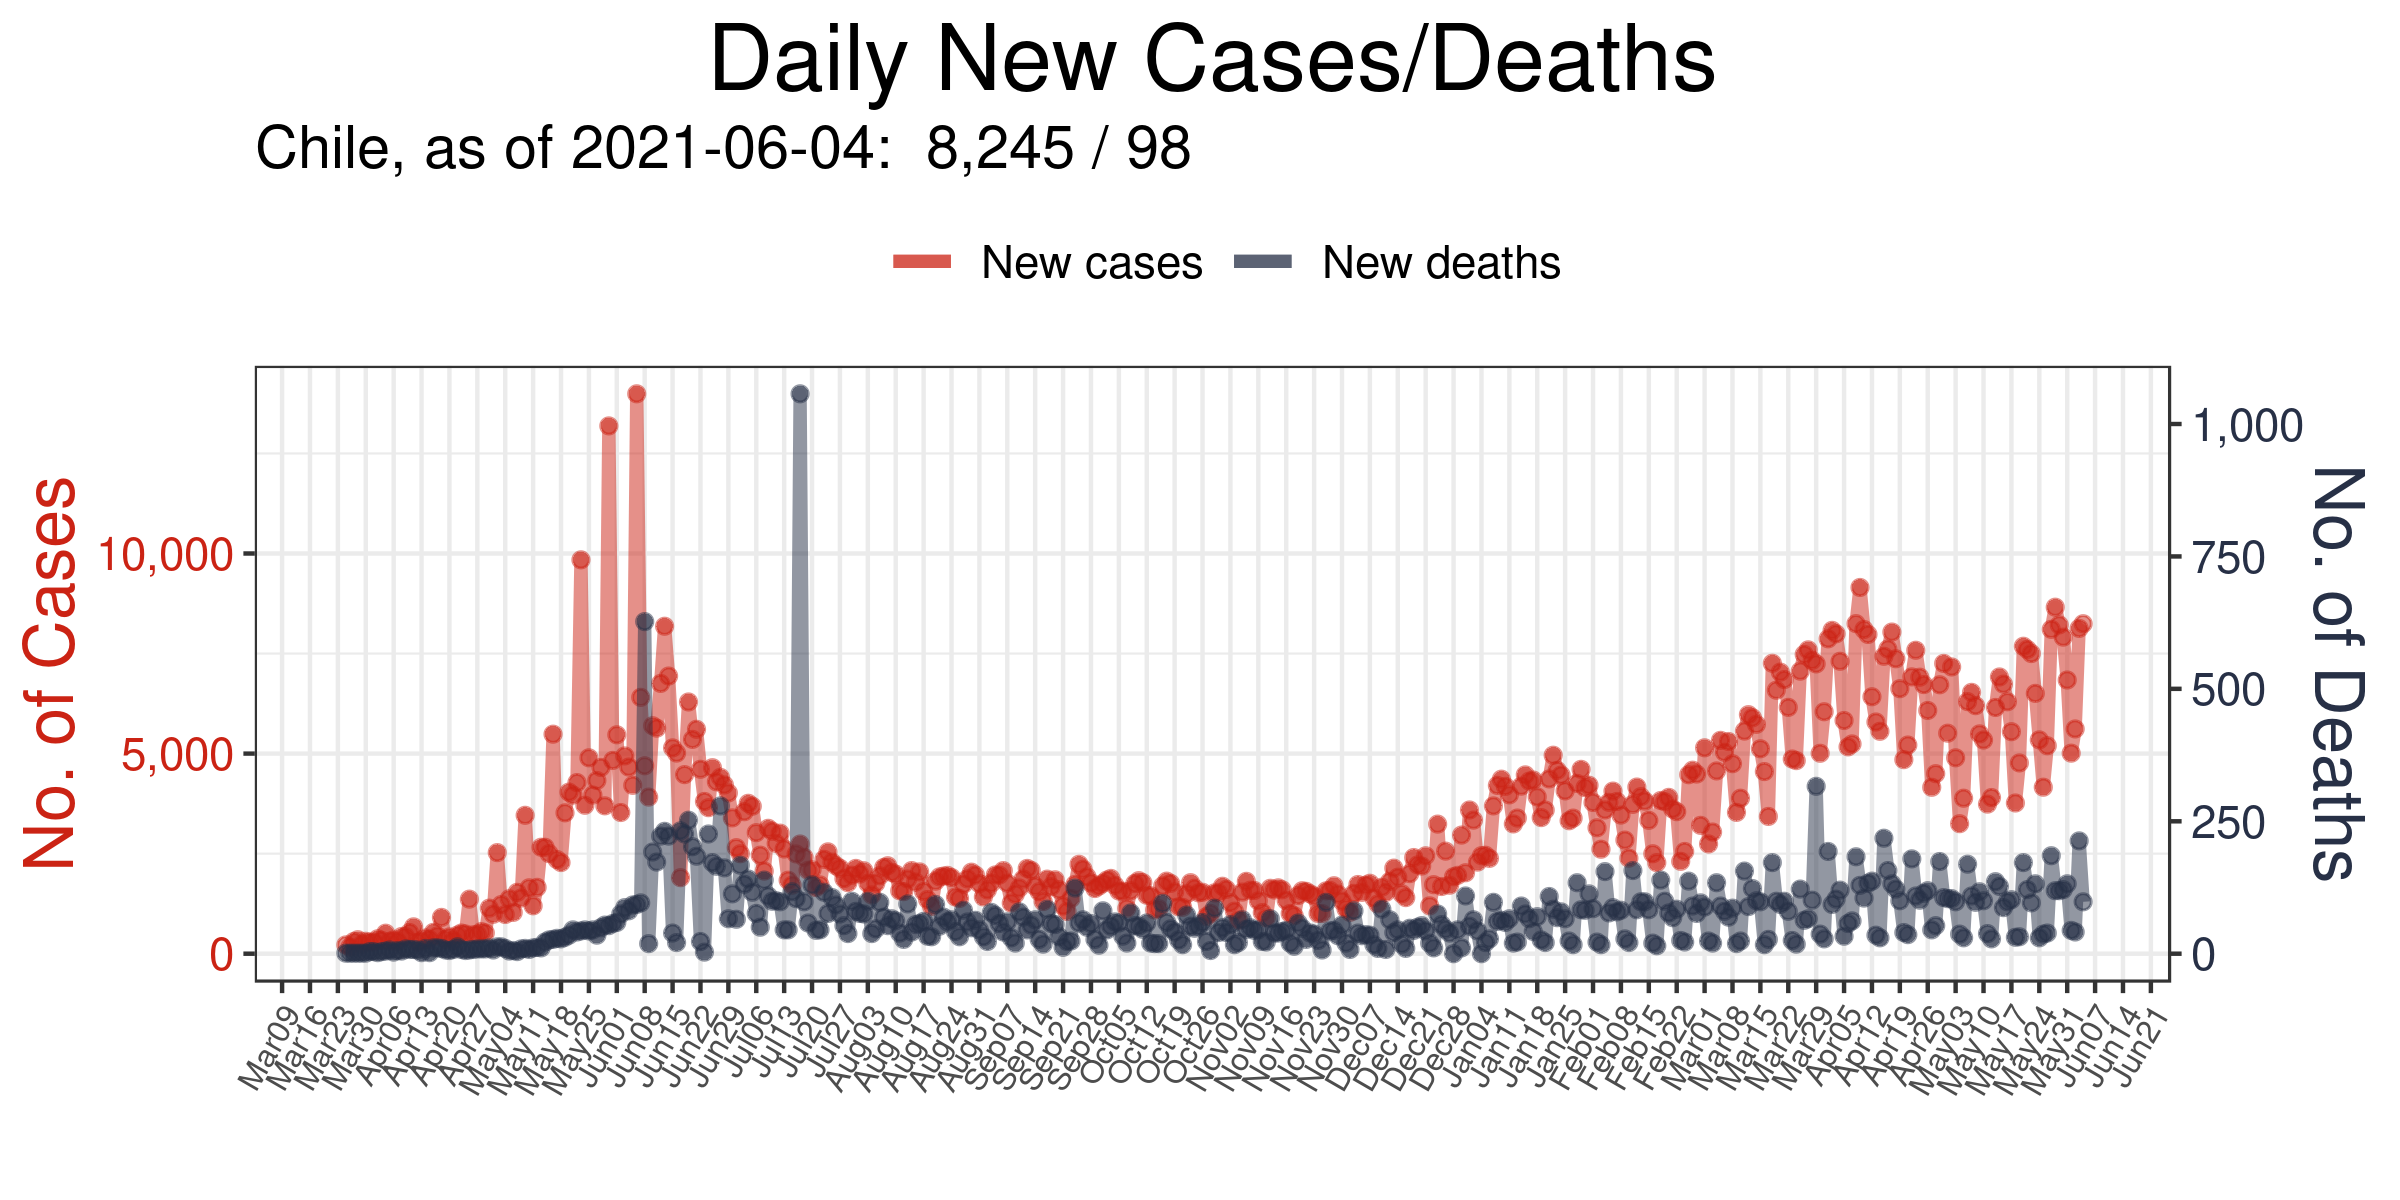 Daily New Cases/Deaths
Chile, as of 2021-06-04:  8,245 / 98
New cases
New deaths
No. of Cases
10,000
5,000
0
1,000
750
500
250
0
No. of Deaths
Mar09
Mar16
Mar23
Mar30
Apr06
Apr13
Apr20
Apr27
May04
May11
May18
May25
Jun01
Jun08
Jun15
Jun22
Jun29
Jul06
Jul13
Jul20
Jul27
Aug03
Aug10
Aug17
Aug24
Aug31
Sep07
Sep14
Sep21
Sep28
Oct05
Oct12
Oct19
Oct26
Nov02
Nov09
Nov16
Nov23
Nov30
Dec07
Dec14
Dec21
Dec28
Jan04
Jan11
Jan18
Jan25
Feb01
Feb08
Feb15
Feb22
Mar01
Mar08
Mar15
Mar22
Mar29
Apr05
Apr12
Apr19
Apr26
May03
May10
May17
May24
May31
Jun07
Jun14
Jun21